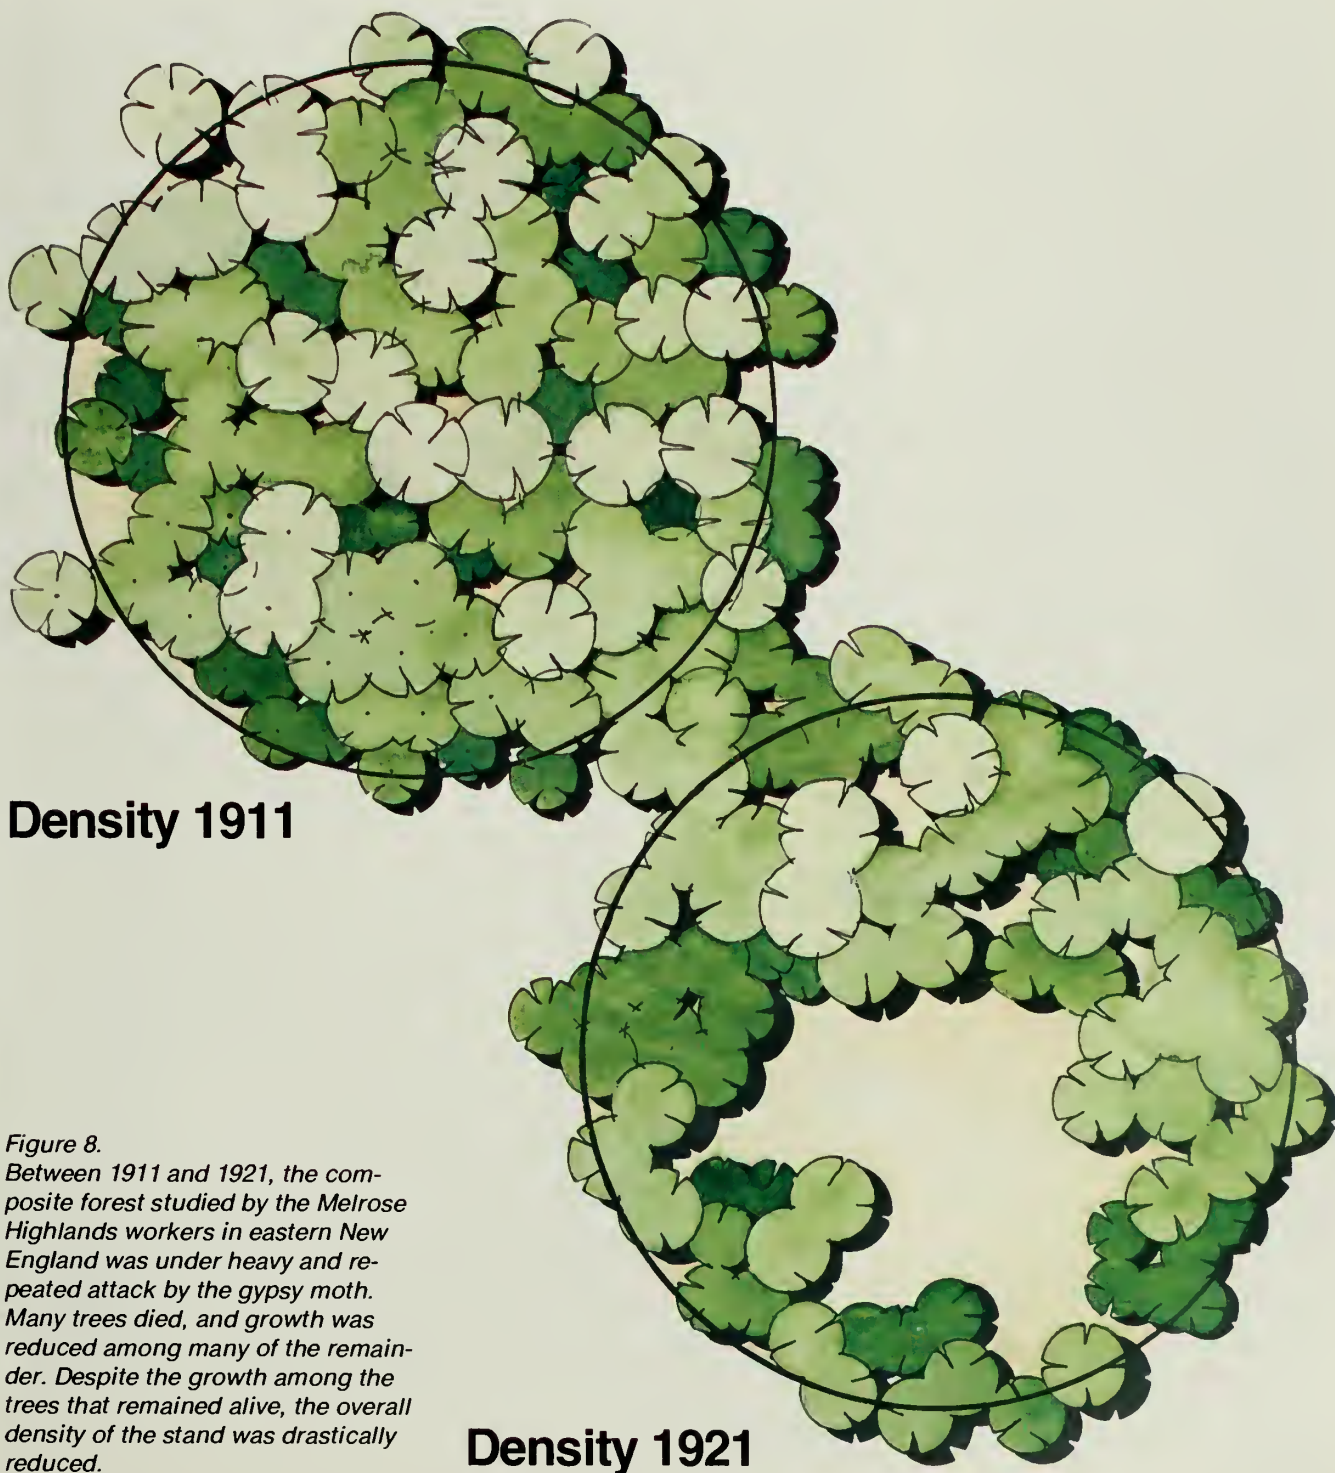 Density 1911
Figure 8.
Between 1911 and 1921, the com-
posite forest studied by the Melrose
Highlands workers in eastern New
England was under heavy and re-
peated attack by the gypsy moth.
Many trees died, and growth was
reduced among many of the remain-
der. Despite the growth among the
trees that remained alive, the overall
density of the stand was drastically
reduced.
Density 1921